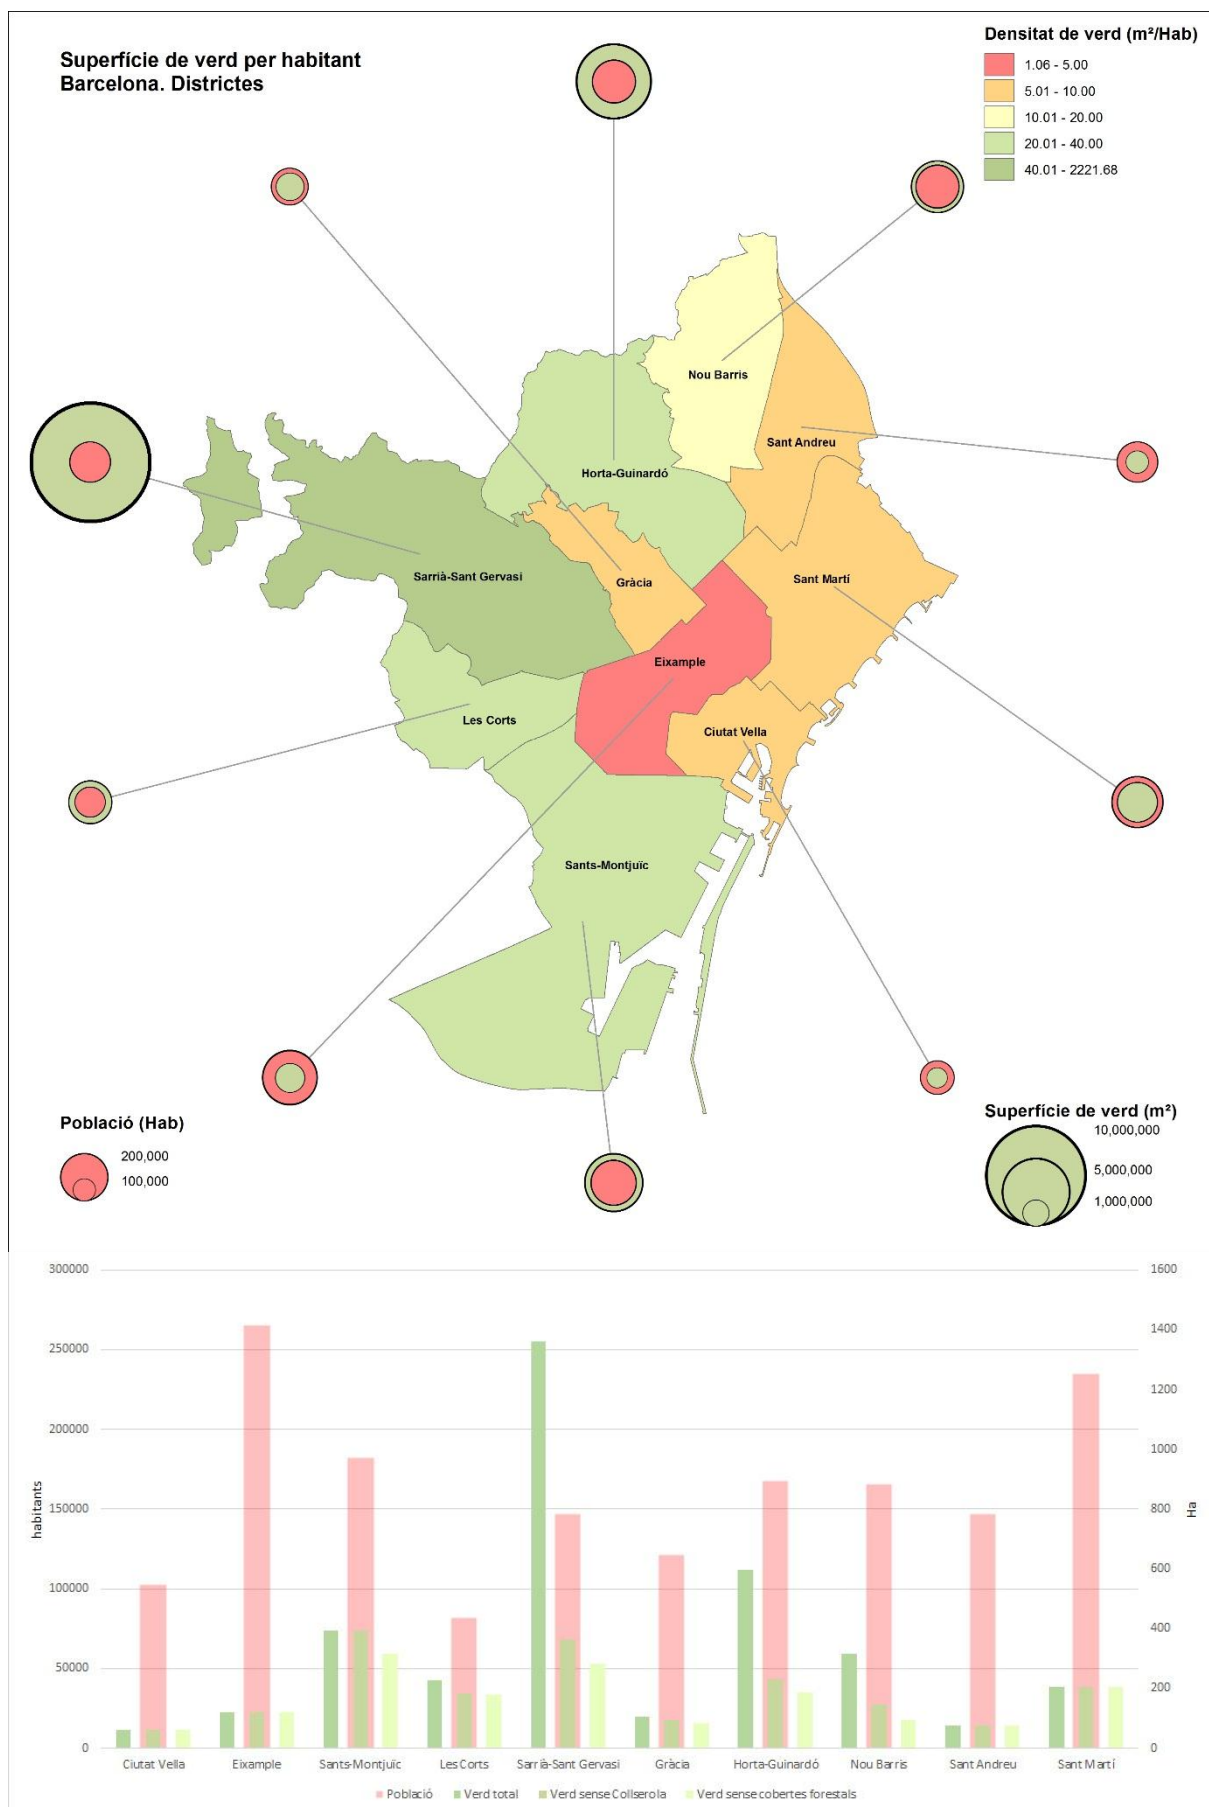 Superfície de verd per habitant
Barcelona. Districtes
Densitat de verd (m²/Hab)
1.06 - 5.00
5.01 - 10.00
10.01 - 20.00
20.01 - 40.00
40.01 - 2221.68
Nou Barris
Sant Andreu
Horta-Guinardó
Sarrià-Sant Gervasi
Gràcia
Sant Martí
Eixample
Les Corts
Ciutat Vella
Sants-Montjuïc
Població (Hab)
200,000
100,000
Superfície de verd (m²)
10,000,000
5,000,000
1,000,000
300000
250000
200000
150000
100000
50000
0
habitants
1600
1400
1200
1000
800
600
400
200
0
Ha
Ciutat Vella
Eixample
Sants-Montjuïc
Les Corts
Sarrià-Sant Gervasi
Gràcia
Horta-Guinardó
Nou Barris
Sant Andreu
Sant Martí
Població
Verd total
Verd sense Collserola
Verd sense cobertes forestals